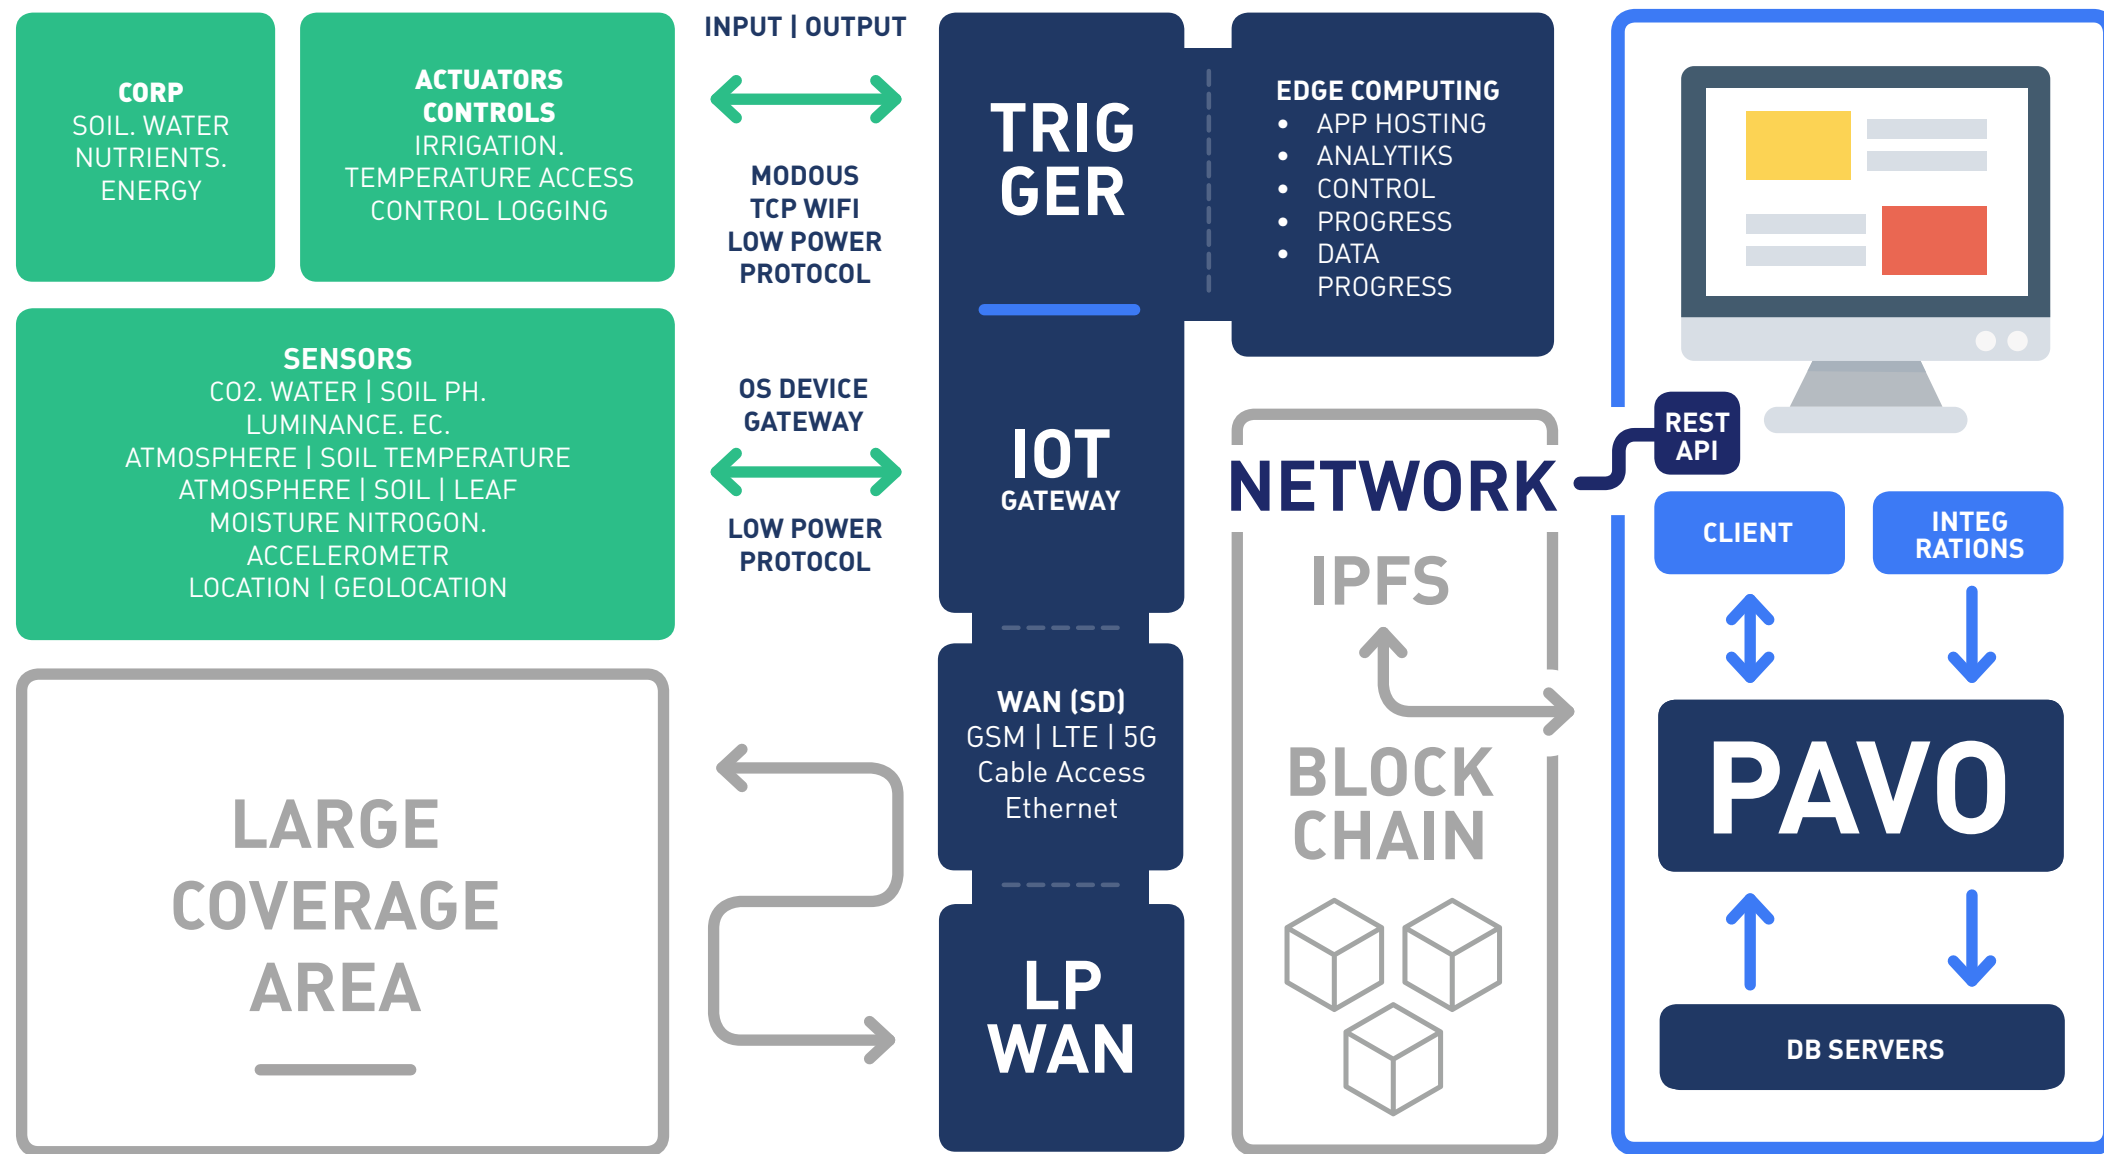 CORP
SOIL. WATER
NUTRIENTS.
ENERGY
ACTUATORS
CONTROLS
IRRIGATION.
TEMPERATURE ACCESS
CONTROL LOGGING
SENSORS
CO2. WATER | SOIL PH.
LUMINANCE. EC.
ATMOSPHERE | SOIL TEMPERATURE
ATMOSPHERE | SOIL | LEAF
MOISTURE NITROGON.
ACCELEROMETR
LOCATION | GEOLOCATION
LARGE
COVERAGE
AREA
INPUT | OUTPUT
MODOUS
TCP WIFI
LOW POWER
PROTOCOL
OS DEVICE
GATEWAY
LOW POWER
PROTOCOL
TRIG
GER
IOT
GATEWAY
WAN (SD)
GSM | LTE | 5G
Cable Access
Ethernet
LP
WAN
EDGE COMPUTING
• APP HOSTING
• ANALYTIKS
• CONTROL
• PROGRESS
• DATA
PROGRESS
NETWORK
IPFS
BLOCK
CHAIN
REST
API
CLIENT
INTEG
RATIONS
PAVO
DB SERVERS